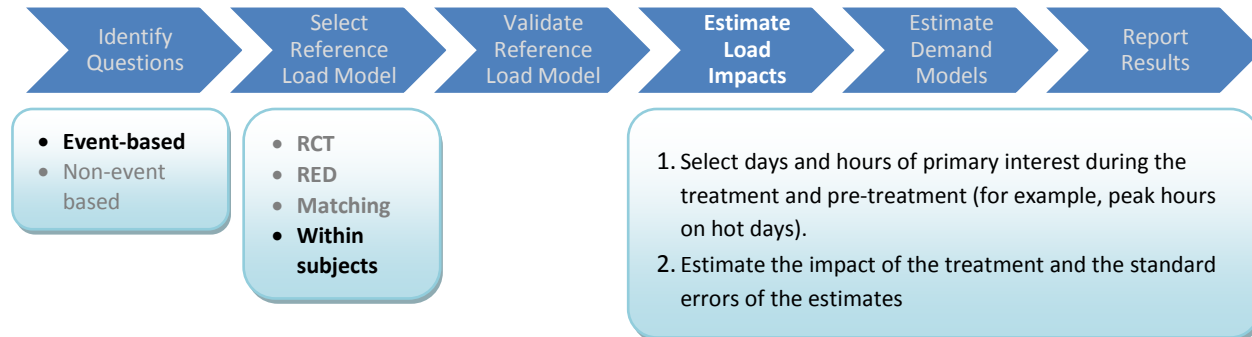 Identify
Questions
Select
Reference
Load Model
Validate
Reference
Load Model
Estimate
Load
Impacts
Estimate
Demand
Models
Report
Results
• Event-based
• Non-event
based
• RCT
• RED
• Matching
• Within
subjects
1. Select days and hours of primary interest during the
treatment and pre-treatment (for example, peak hours
on hot days).
2. Estimate the impact of the treatment and the standard
errors of the estimates